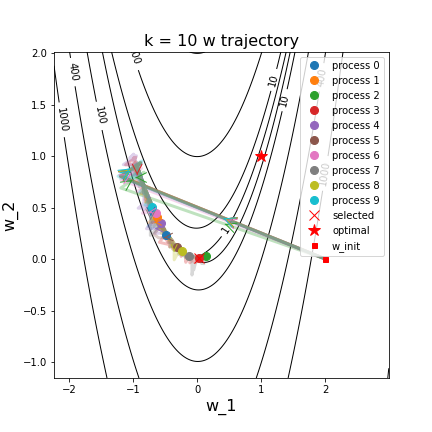 k = 10 w trajectory
2.0
1.5
1.0
0.5
0.0
−0.5
−1.0
−2
−1
0
1
2
w_2
w_1
400
1000
100
10
10
1
process 0
process 1
process 2
process 3
process 4
process 5
process 6
process 7
process 8
process 9
selected
optimal
w_init